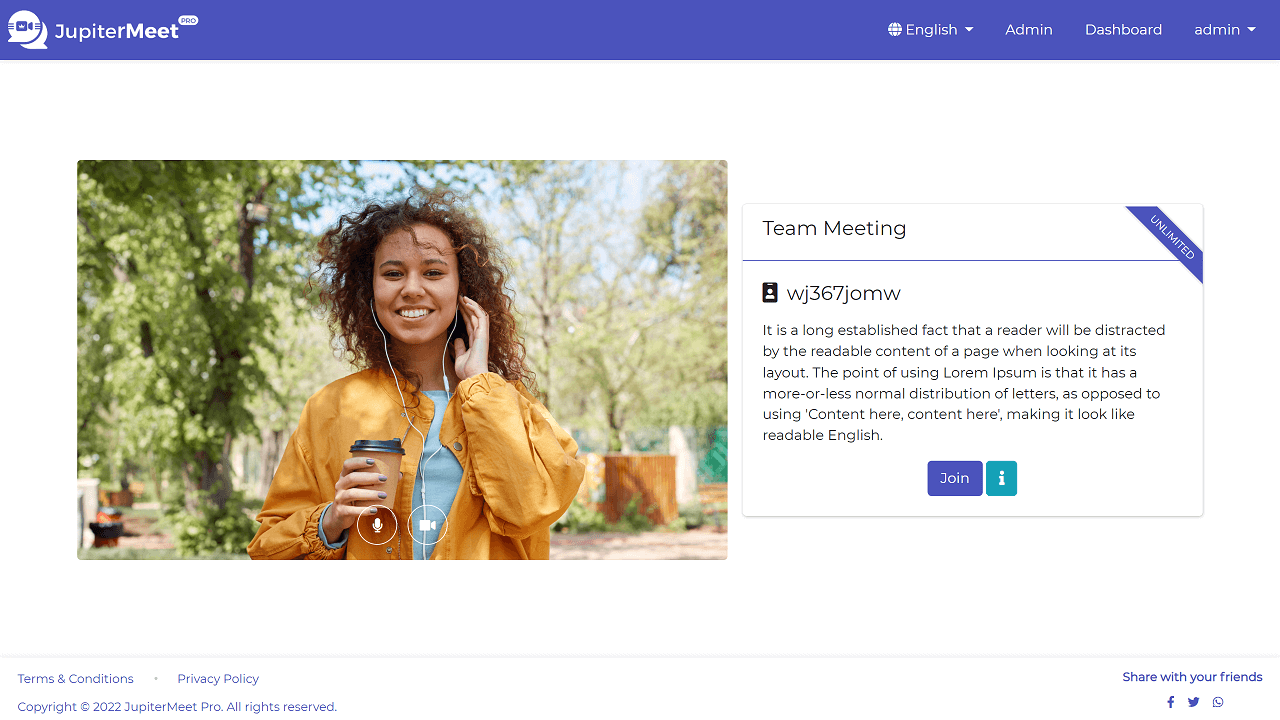 JupiterMeet PRO
English
Admin
Dashboard
admin
Team Meeting
UNLIMITED
wj367jomw
It is a long established fact that a reader will be distracted
by the readable content of a page when looking at its
layout. The point of using Lorem Ipsum is that it has a
more-or-less normal distribution of letters, as opposed to
using 'Content here, content here', making it look like
readable English.
Join
Terms & Conditions • Privacy Policy
Share with your friends
Copyright © 2022 JupiterMeet Pro. All rights reserved.